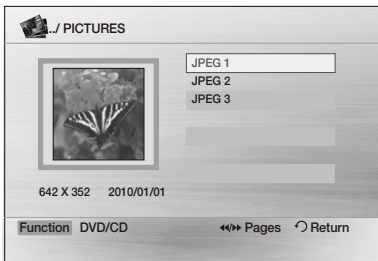 ../ PICTURES
JPEG 1
JPEG 2
JPEG 3
642 X 352 2010/01/01
Function DVD/CD ◂◂/▸▸ Pages ↶ Return